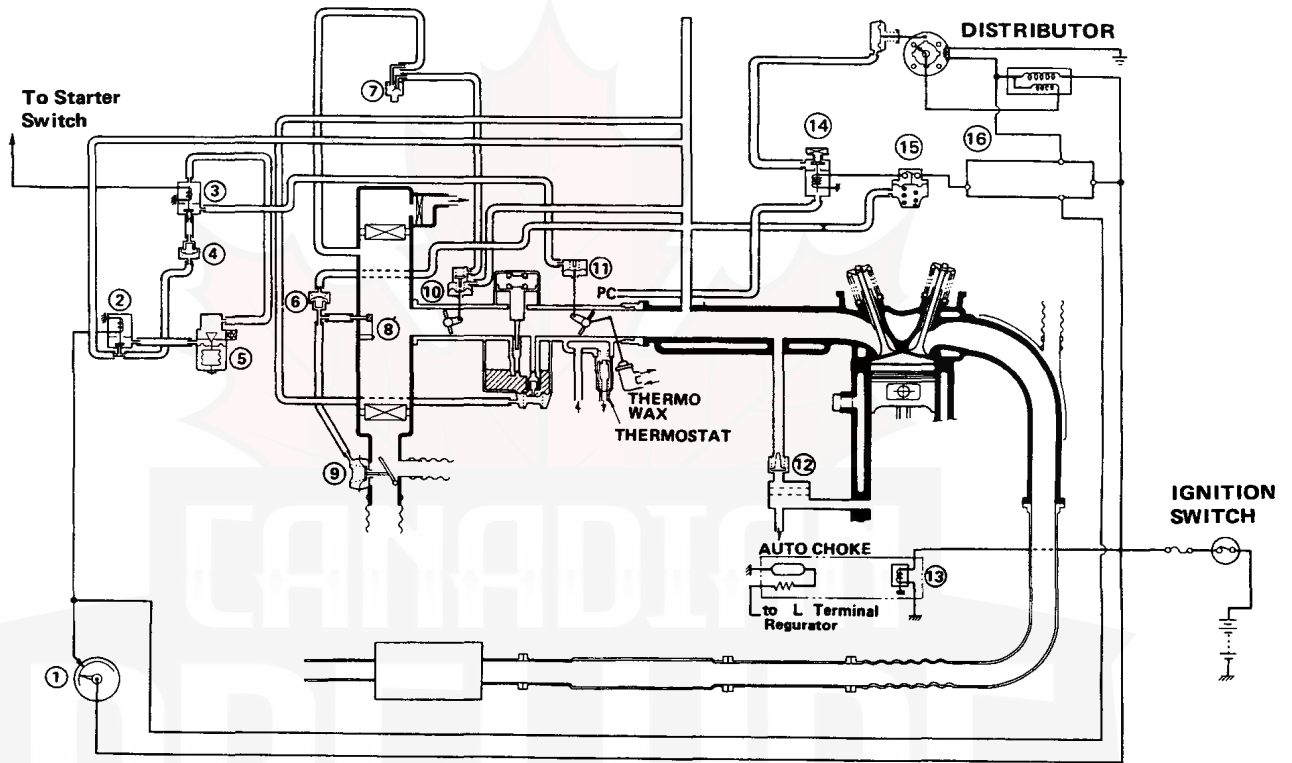 DISTRIBUTOR
To Starter
Switch
7
14
15
16
3
4
11
10
PC
2
6
8
5
THERMO
WAX
THERMOSTAT
9
12
IGNITION
SWITCH
AUTO CHOKE
13
to L Terminal
Regurator
1
CANADIAN